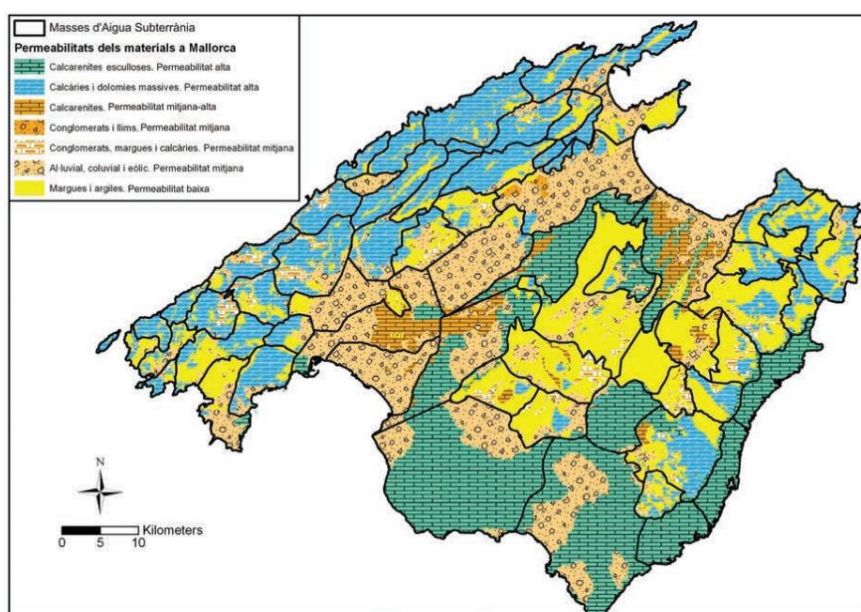 Masses d'Aigua Subterrània
Permeabilitats dels materials a Mallorca
Calcarenites esculloses. Permeabilitat alta
Calcàries i dolomies massives. Permeabilitat alta
Calcarenites. Permeabilitat mitjana-alta
Conglomerats i llims. Permeabilitat mitjana
Conglomerats, margues i calcàries. Permeabilitat mitjana
Al·luvial, coluvial i eòlic. Permeabilitat mitjana
Margues i argiles. Permeabilitat baixa
N
Kilometers
0 5 10